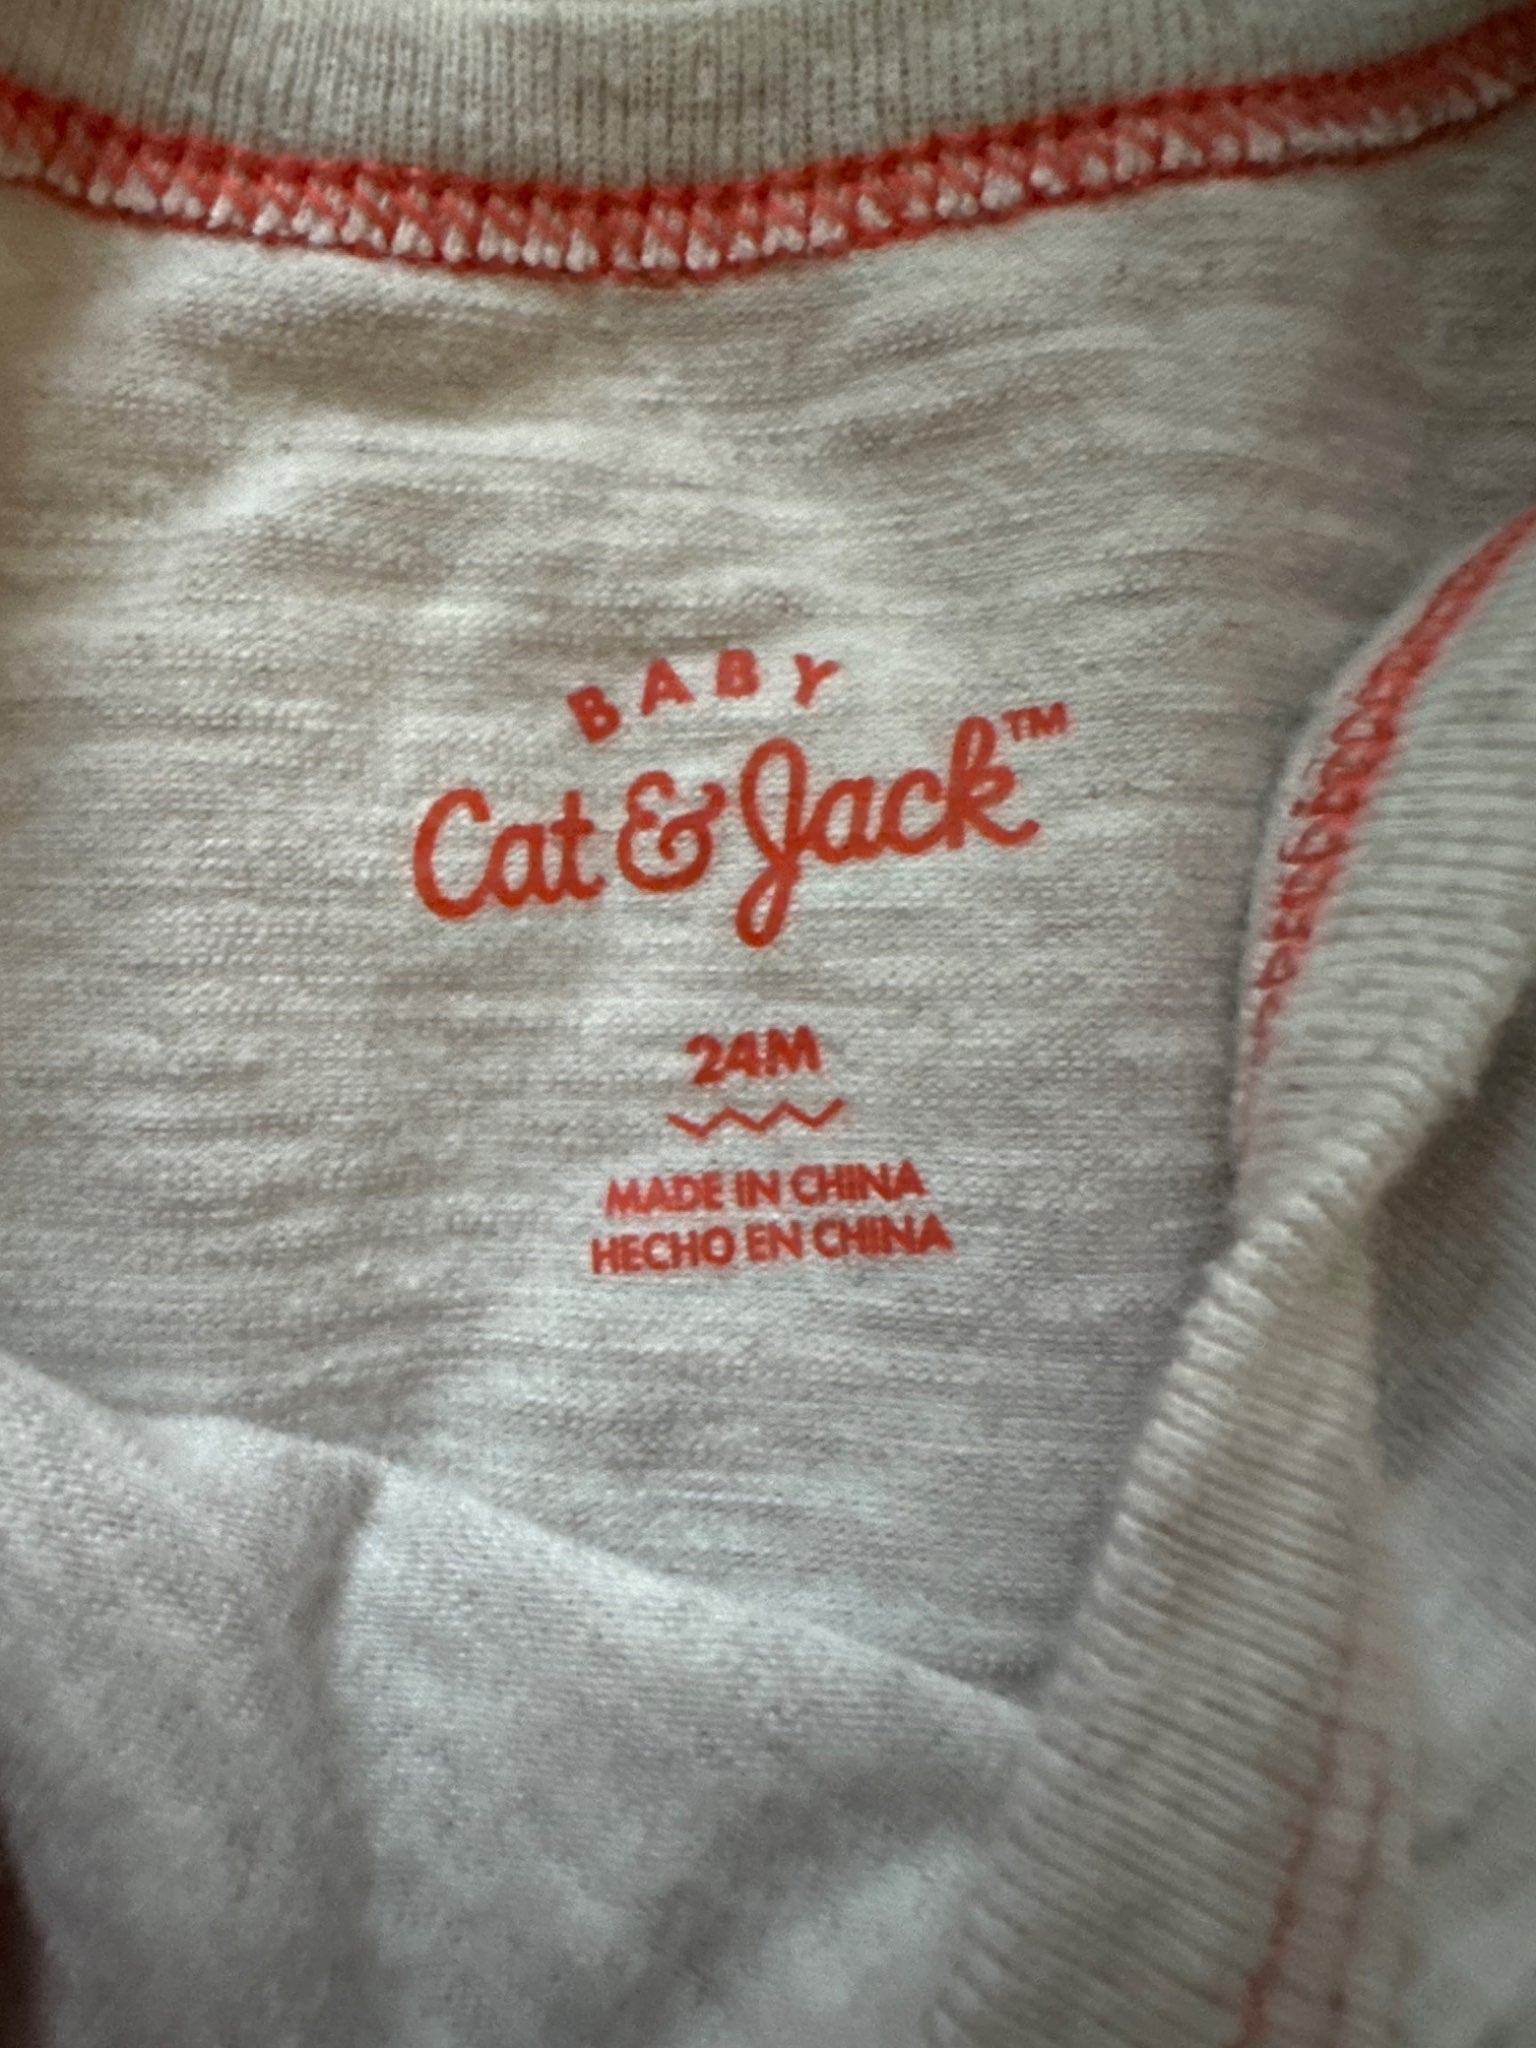 BABY
Cat & Jack™
24M
MADE IN CHINA
HECHO EN CHINA